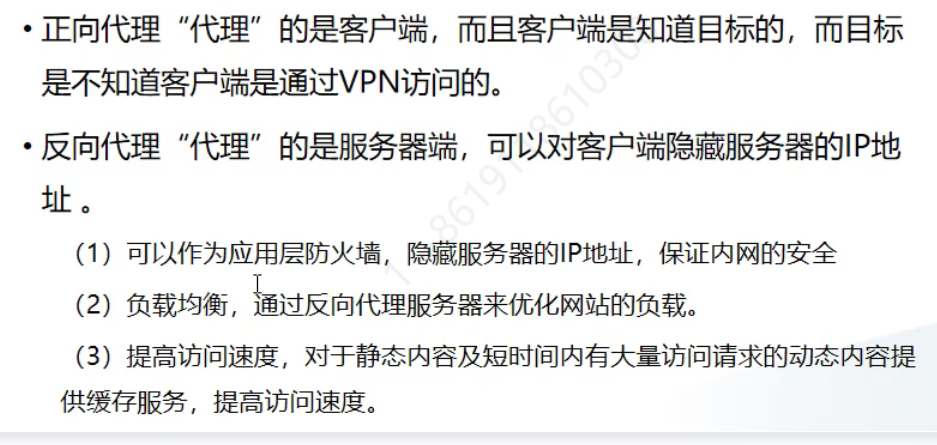 • 正向代理“代理”的是客户端，而且客户端是知道目标的，而目标
是不知道客户端是通过VPN访问的。
• 反向代理“代理”的是服务器端，可以对客户端隐藏服务器的IP地
址 。
（1）可以作为应用层防火墙，隐藏服务器的IP地址，保证内网的安全
（2）负载均衡，通过反向代理服务器来优化网站的负载。
（3）提高访问速度，对于静态内容及短时间内有大量访问请求的动态内容提
供缓存服务，提高访问速度。